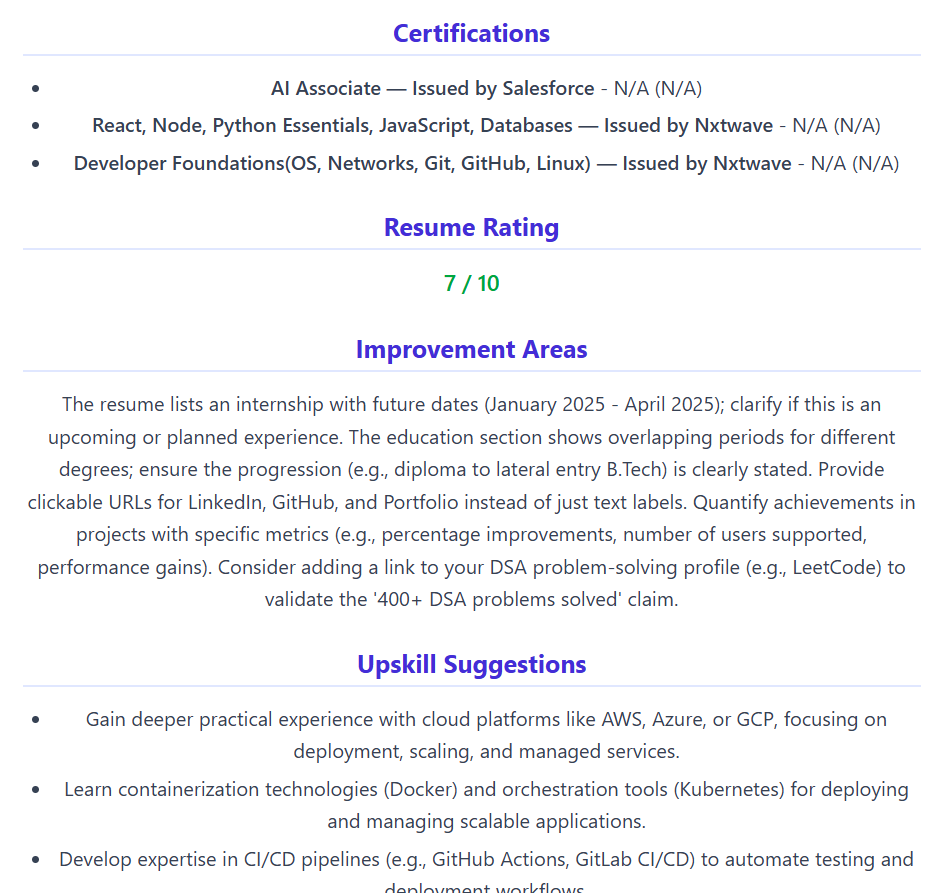 Certifications
• AI Associate — Issued by Salesforce - N/A (N/A)
• React, Node, Python Essentials, JavaScript, Databases — Issued by Nxtwave - N/A (N/A)
• Developer Foundations(OS, Networks, Git, GitHub, Linux) — Issued by Nxtwave - N/A (N/A)
Resume Rating
7 / 10
Improvement Areas
The resume lists an internship with future dates (January 2025 - April 2025); clarify if this is an
upcoming or planned experience. The education section shows overlapping periods for different
degrees; ensure the progression (e.g., diploma to lateral entry B.Tech) is clearly stated. Provide
clickable URLs for LinkedIn, GitHub, and Portfolio instead of just text labels. Quantify achievements in
projects with specific metrics (e.g., percentage improvements, number of users supported,
performance gains). Consider adding a link to your DSA problem-solving profile (e.g., LeetCode) to
validate the '400+ DSA problems solved' claim.
Upskill Suggestions
• Gain deeper practical experience with cloud platforms like AWS, Azure, or GCP, focusing on
deployment, scaling, and managed services.
• Learn containerization technologies (Docker) and orchestration tools (Kubernetes) for deploying
and managing scalable applications.
• Develop expertise in CI/CD pipelines (e.g., GitHub Actions, GitLab CI/CD) to automate testing and
deployment workflows